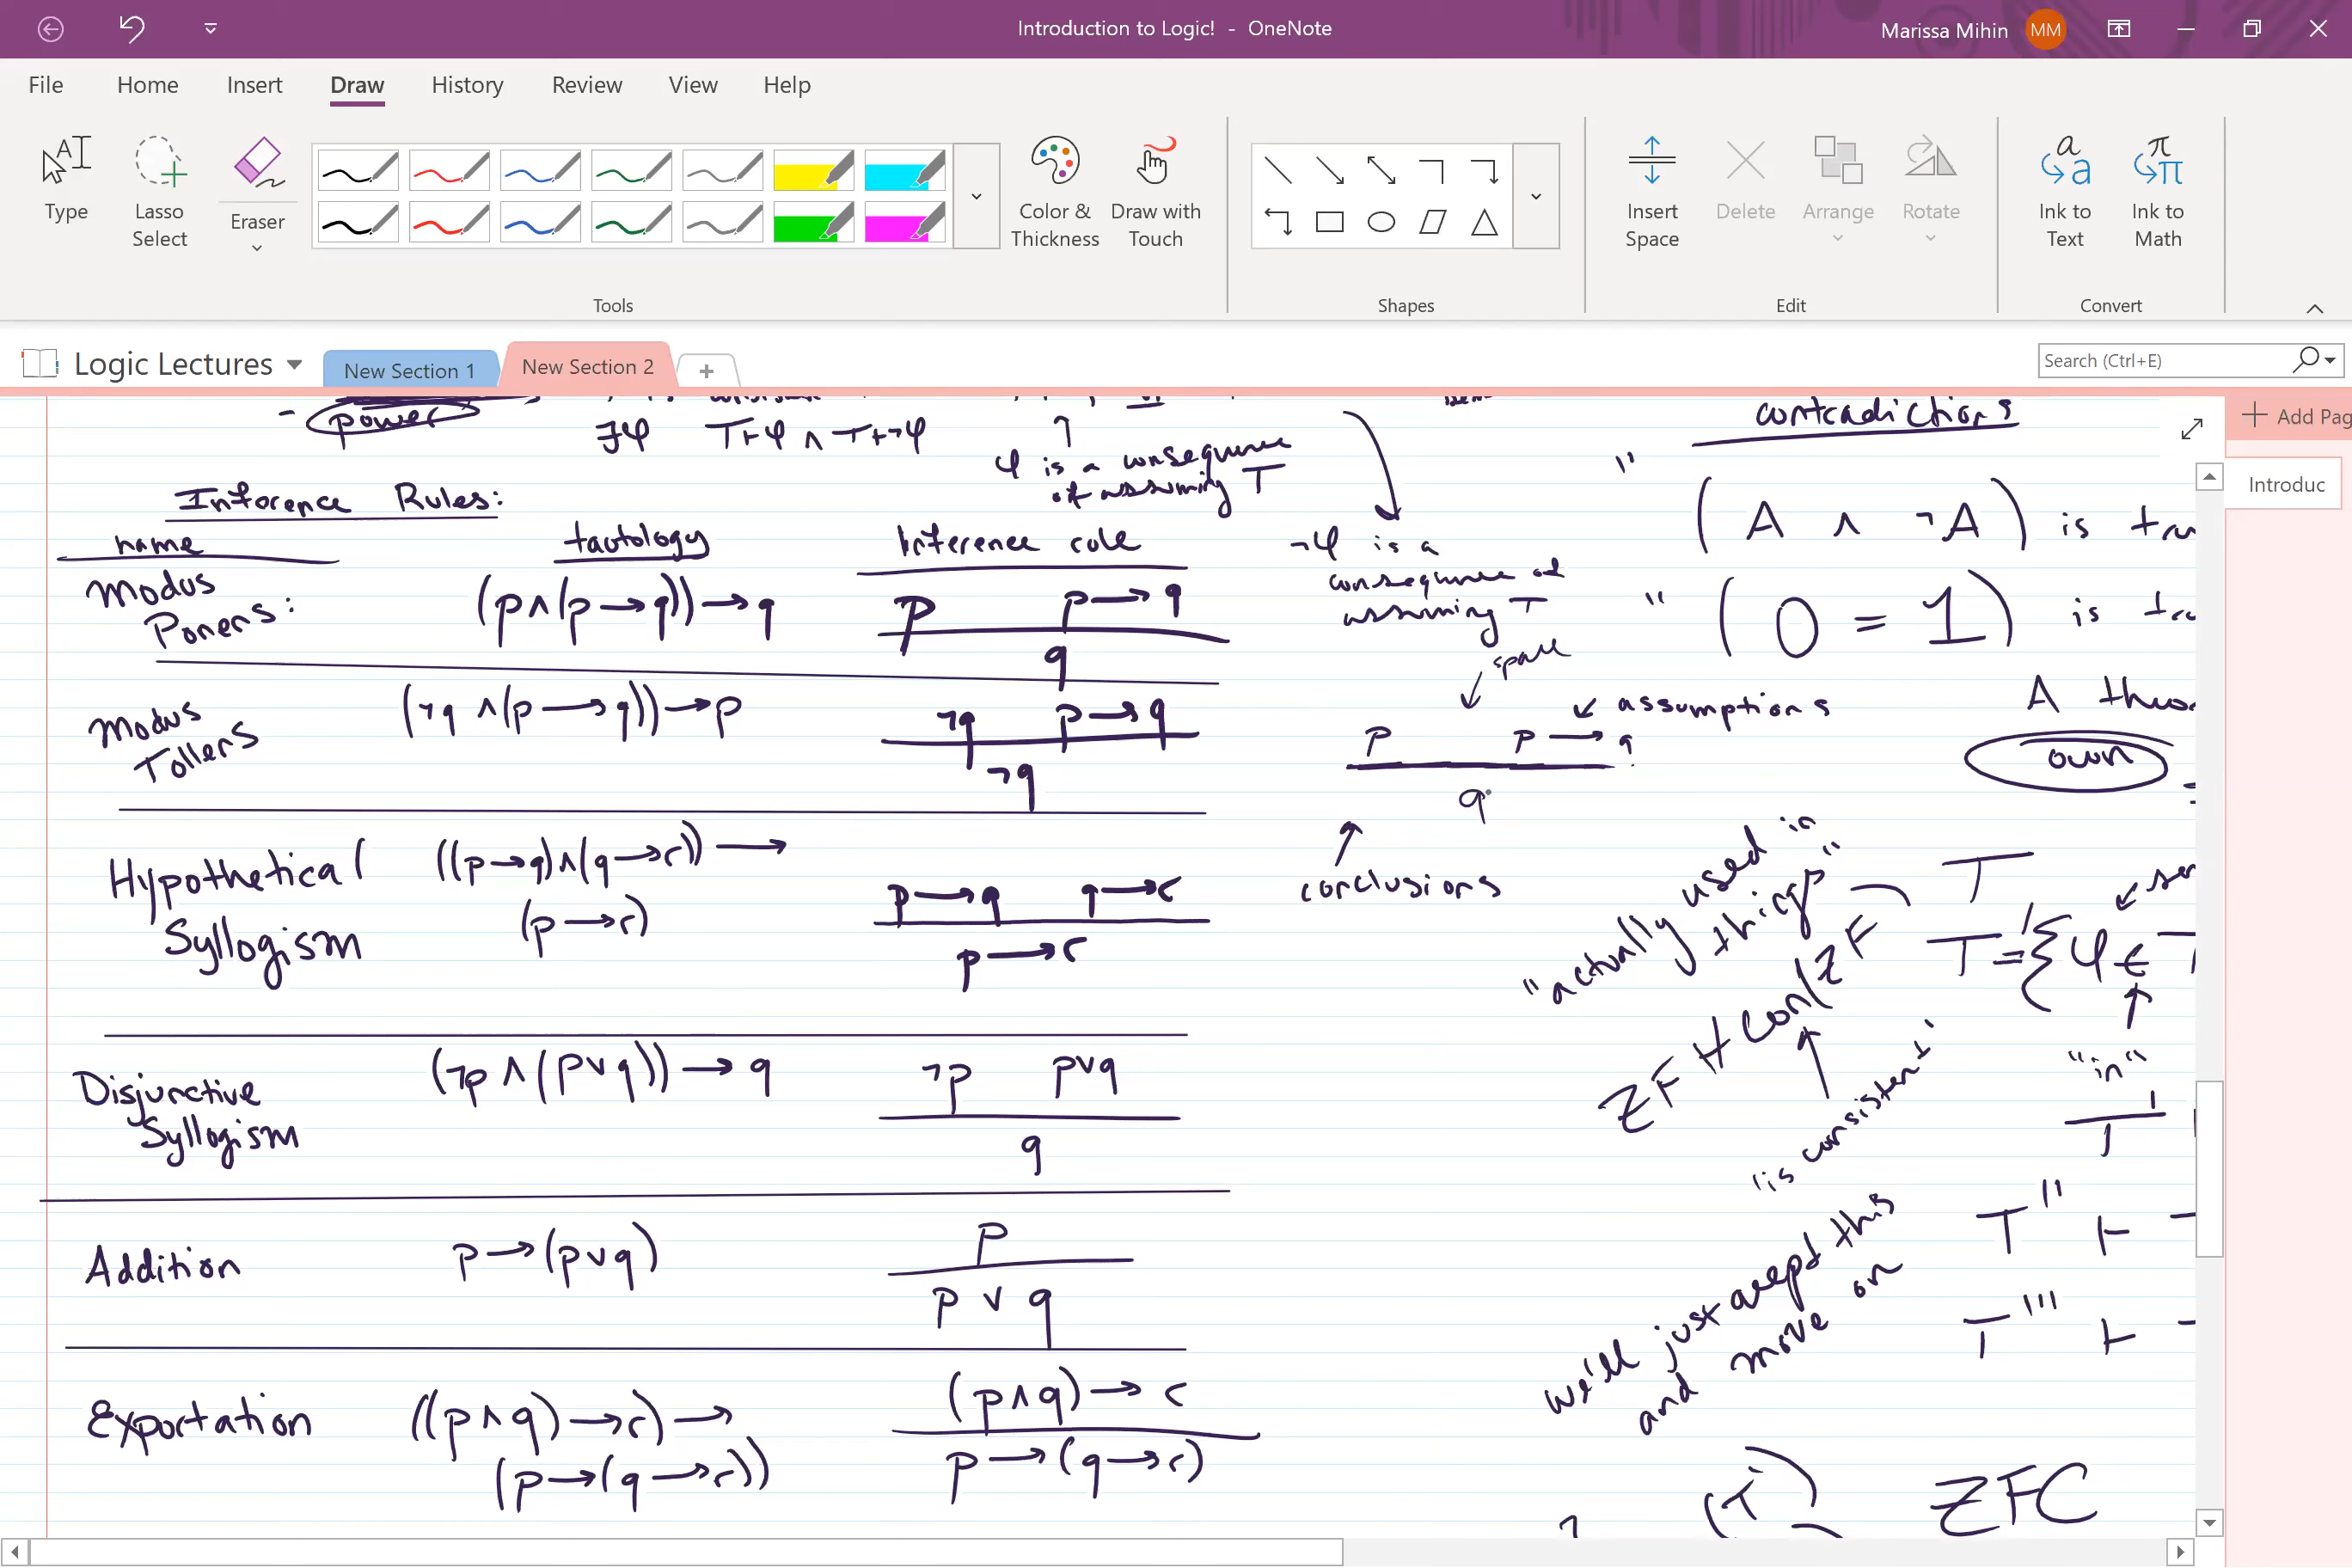 Introduction to Logic! - OneNote
Marissa Mihin MM
File Home Insert Draw History Review View Help
Type
Lasso Select
Eraser
Color & Thickness
Draw with Touch
Insert Space
Delete
Arrange
Rotate
Ink to Text
Ink to Math
Tools
Shapes
Edit
Convert
Logic Lectures
New Section 1
New Section 2
+
Search (Ctrl+E)
Add Pag
Introduc
- power
∃φ T⊢φ ∧ T⊢¬φ
φ is a consequence
of assuming T
Inference Rules:
name tautology Inference rule
Modus Ponens: (p∧(p→q))→q
p p→q
q
Modus Tollens (¬q∧(p→q))→p
¬q p→q
¬q
Hypothetical Syllogism ((p→q)∧(q→r))→
(p→r)
p→q q→r
p→r
Disjunctive Syllogism (¬p∧(p∨q))→q
¬p p∨q
q
Addition p→(p∨q)
p
p∨q
Exportation ((p∧q)→r)→
(p→(q→r))
(p∧q)→r
p→(q→r)
¬φ is a
consequence of
assuming T
space
assumptions
p p→q
q
conclusions
contradictions
" (A ∧ ¬A) is tru
" (0 = 1) is tru
A theo
own
"actually used in
things"
T
T'={φ∈T
"in"
ZF⊬Con(ZF
"is consistent"
T" ⊢
T''' ⊢
we'll just accept this
and move on
(T)
ZFC